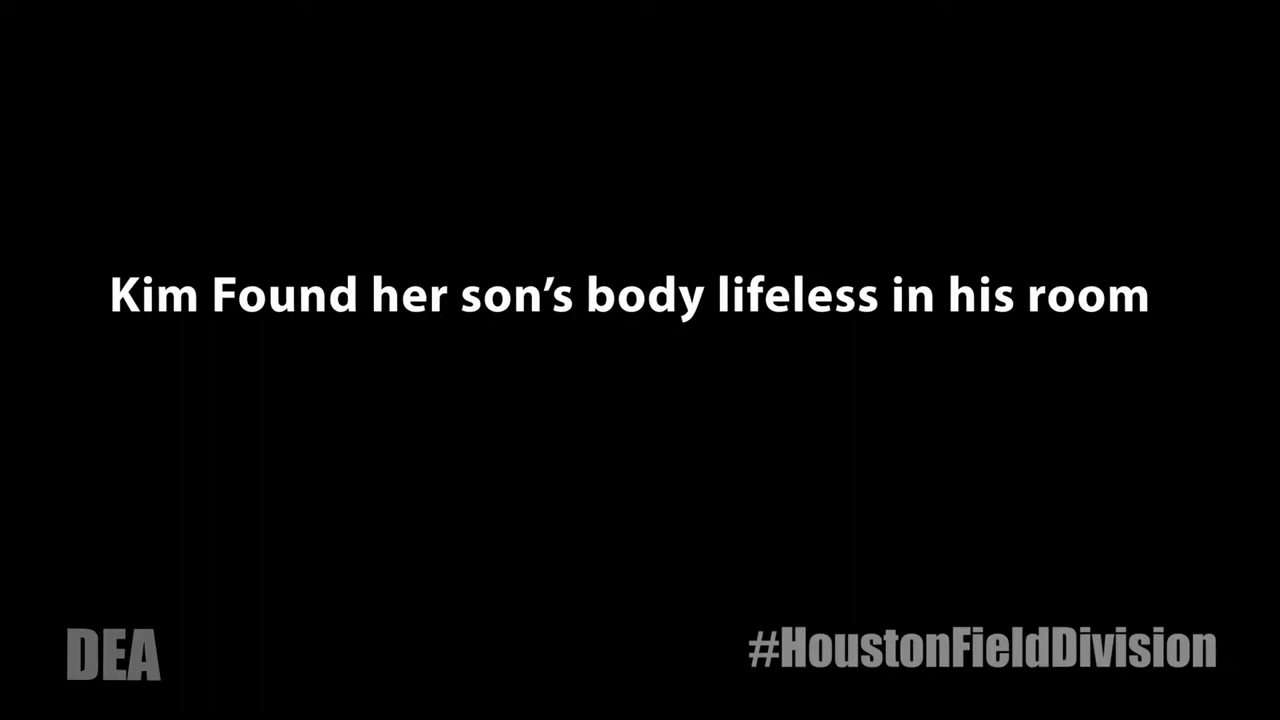 Kim Found her son’s body lifeless in his room
DEA
#HoustonFieldDivision